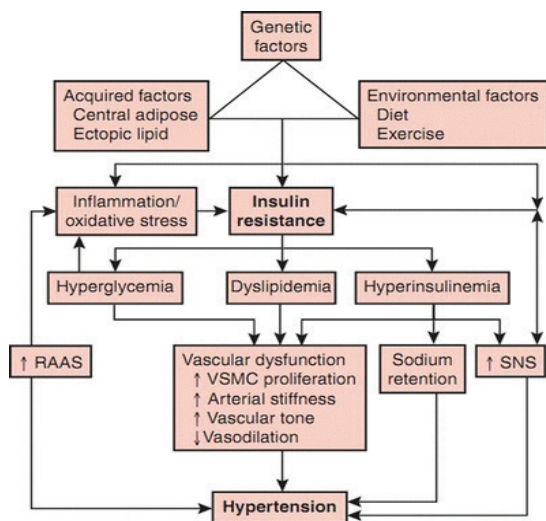 Genetic
factors
Acquired factors
Central adipose
Ectopic lipid
Environmental factors
Diet
Exercise
Inflammation/
oxidative stress
Insulin
resistance
Hyperglycemia
Dyslipidemia
Hyperinsulinemia
↑ RAAS
Vascular dysfunction
↑ VSMC proliferation
↑ Arterial stiffness
↑ Vascular tone
↓ Vasodilation
Sodium
retention
↑ SNS
Hypertension